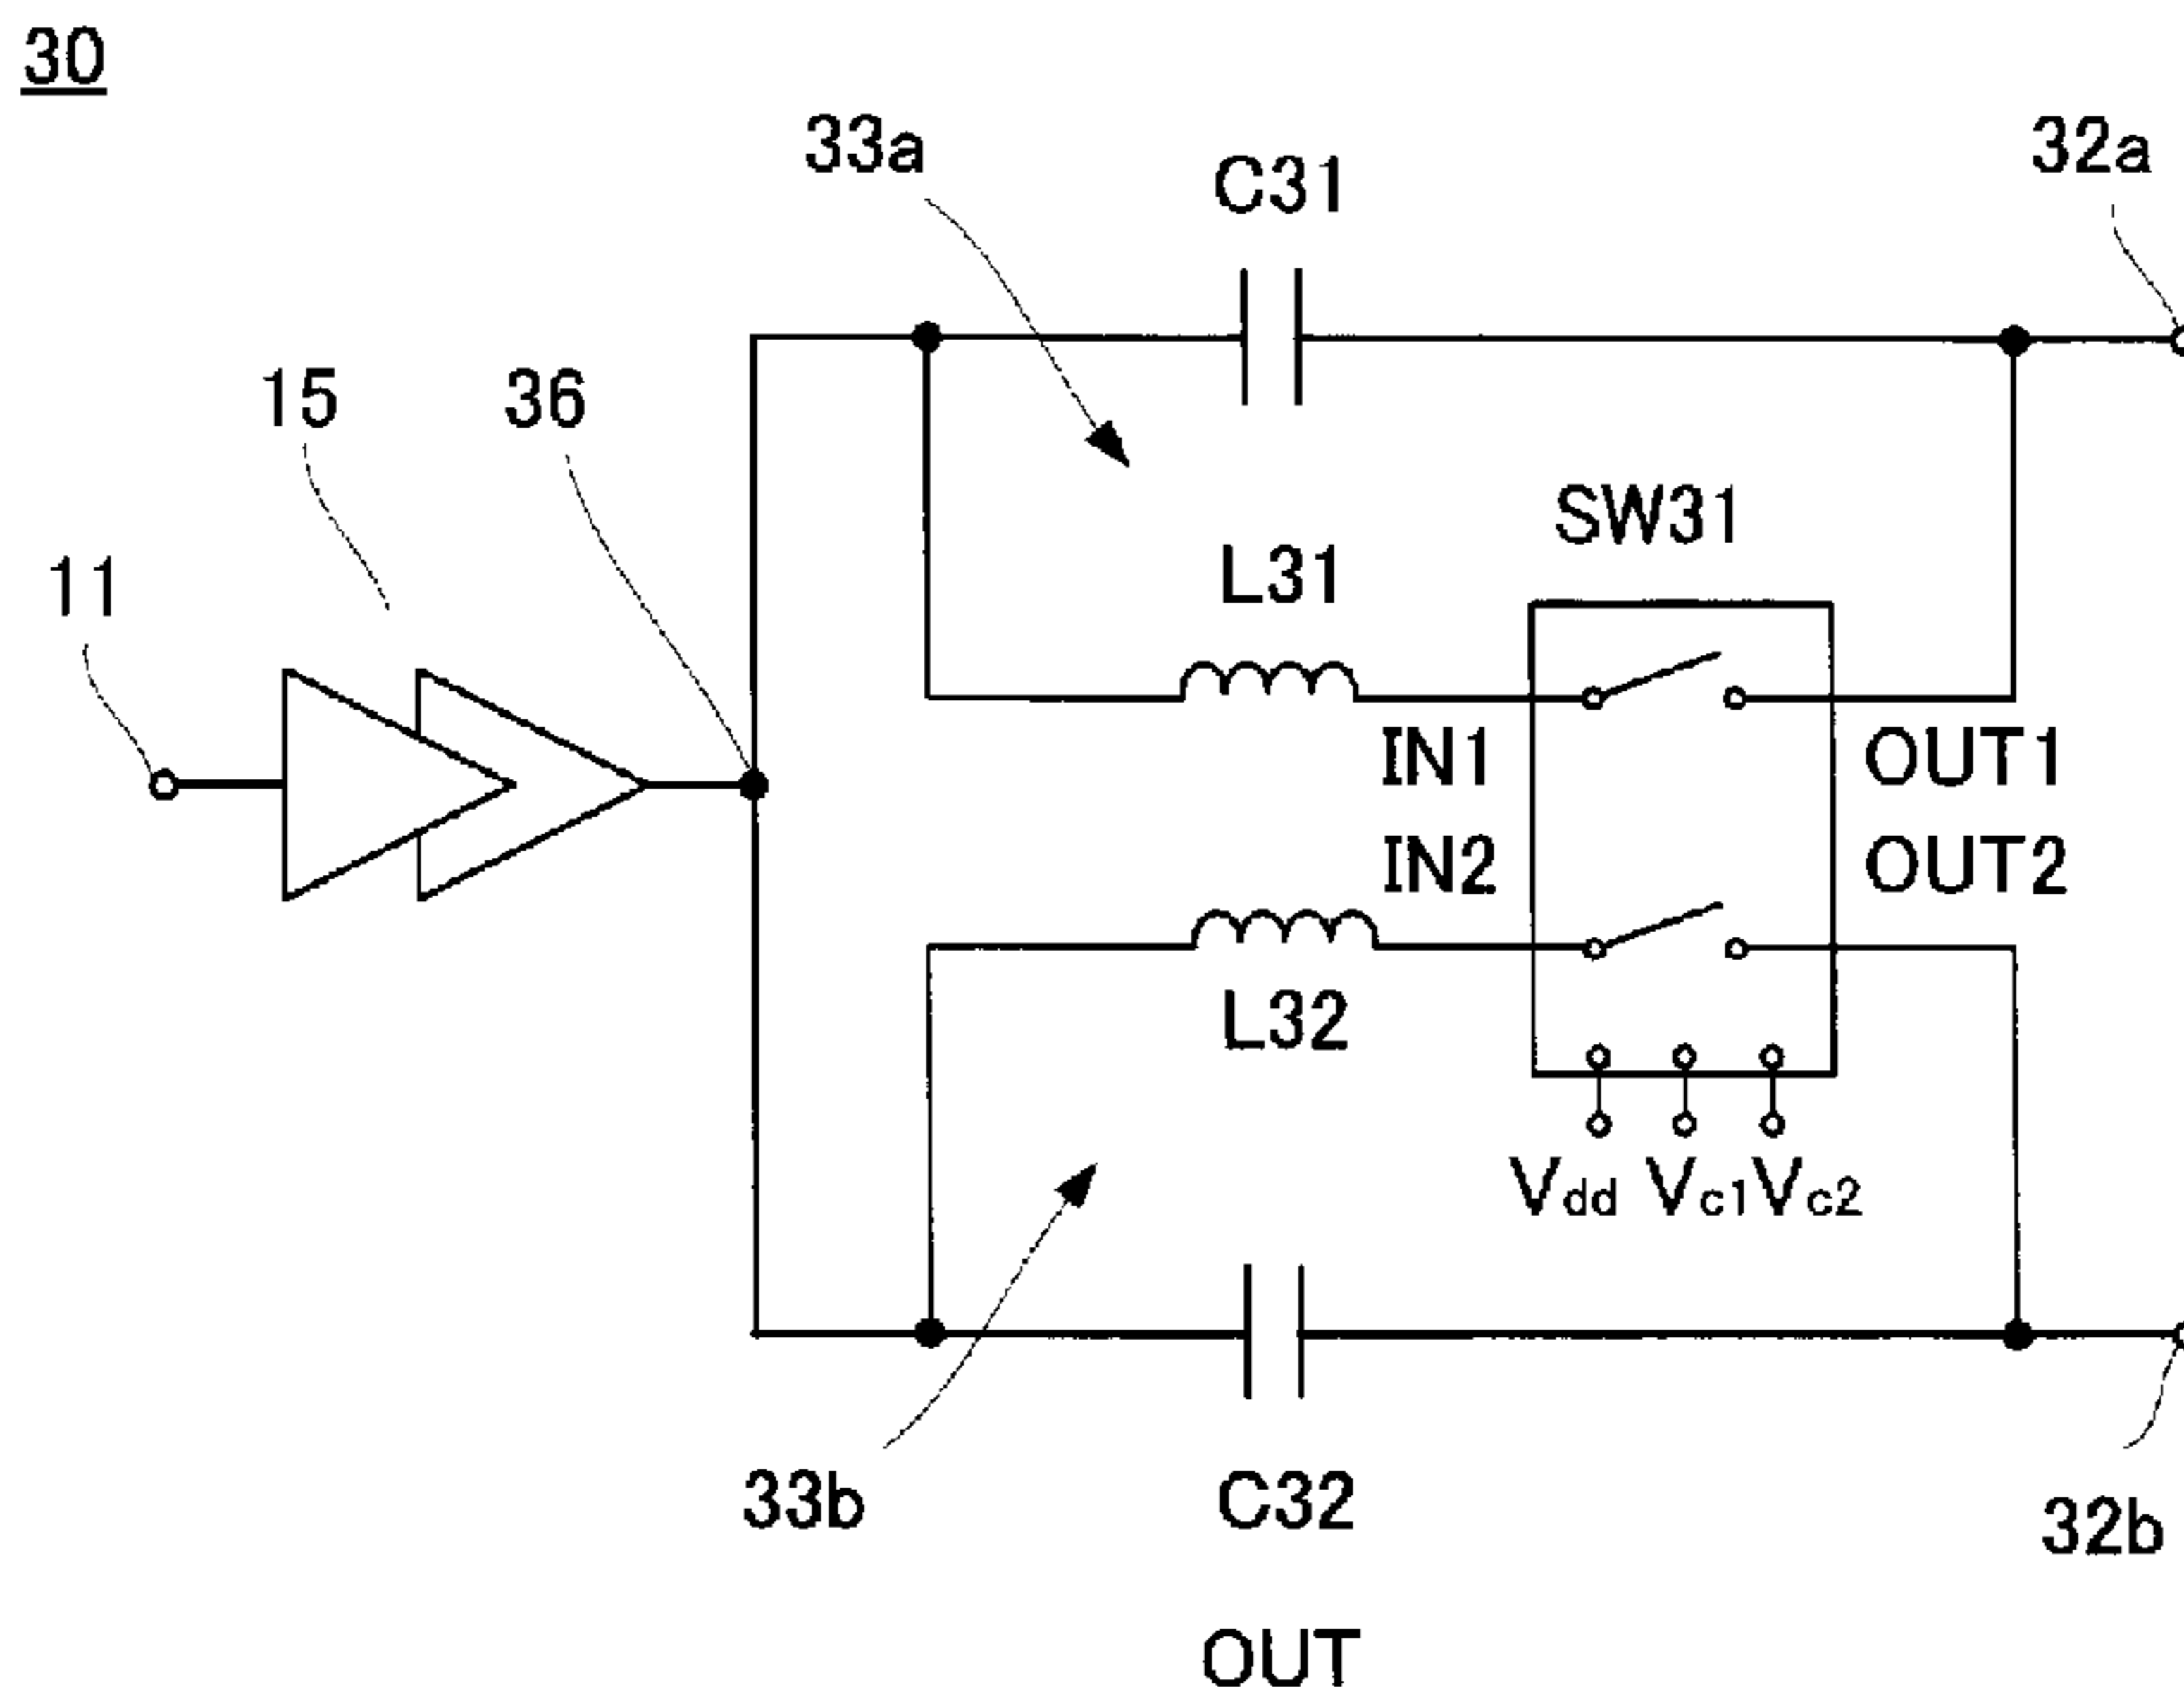 30
33a
C31
32a
15
36
SW31
11
L31
IN1
OUT1
IN2
OUT2
L32
Vdd Vc1 Vc2
33b
C32
32b
OUT